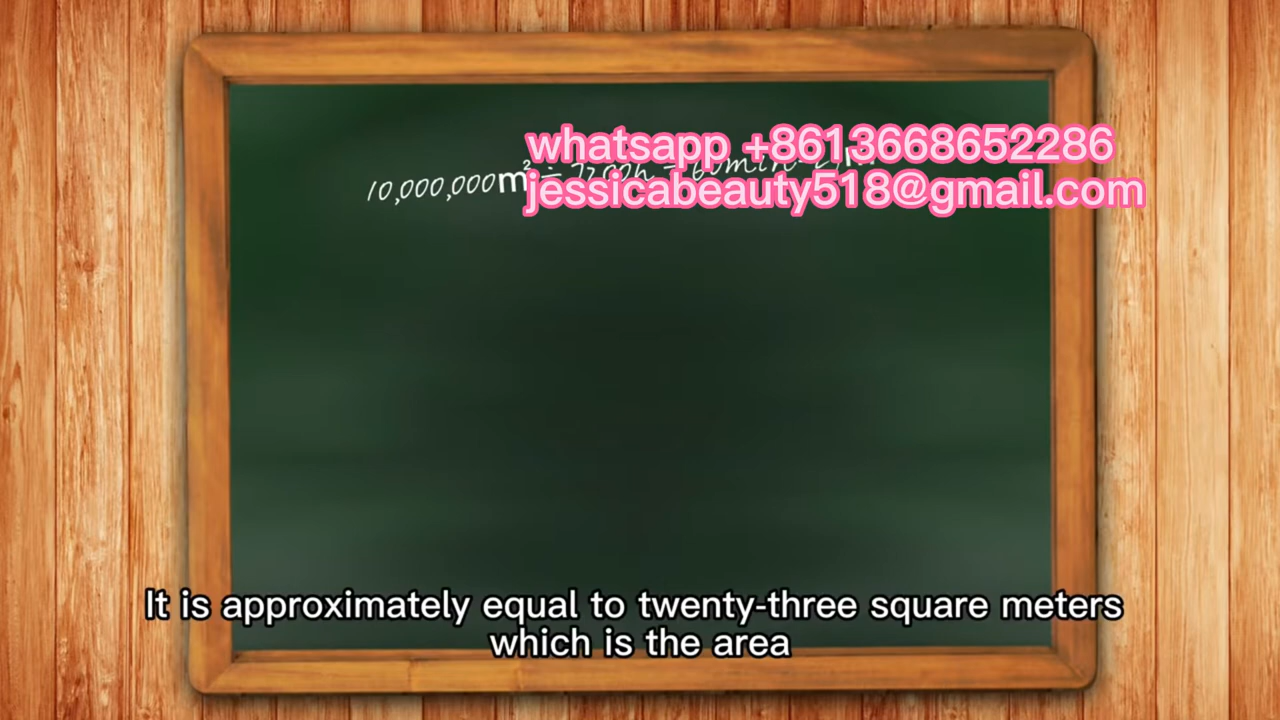 whatsapp +8613668652286
10,000,000m² ÷ 7200h
jessicabeauty518@gmail.com
It is approximately equal to twenty-three square meters
which is the area